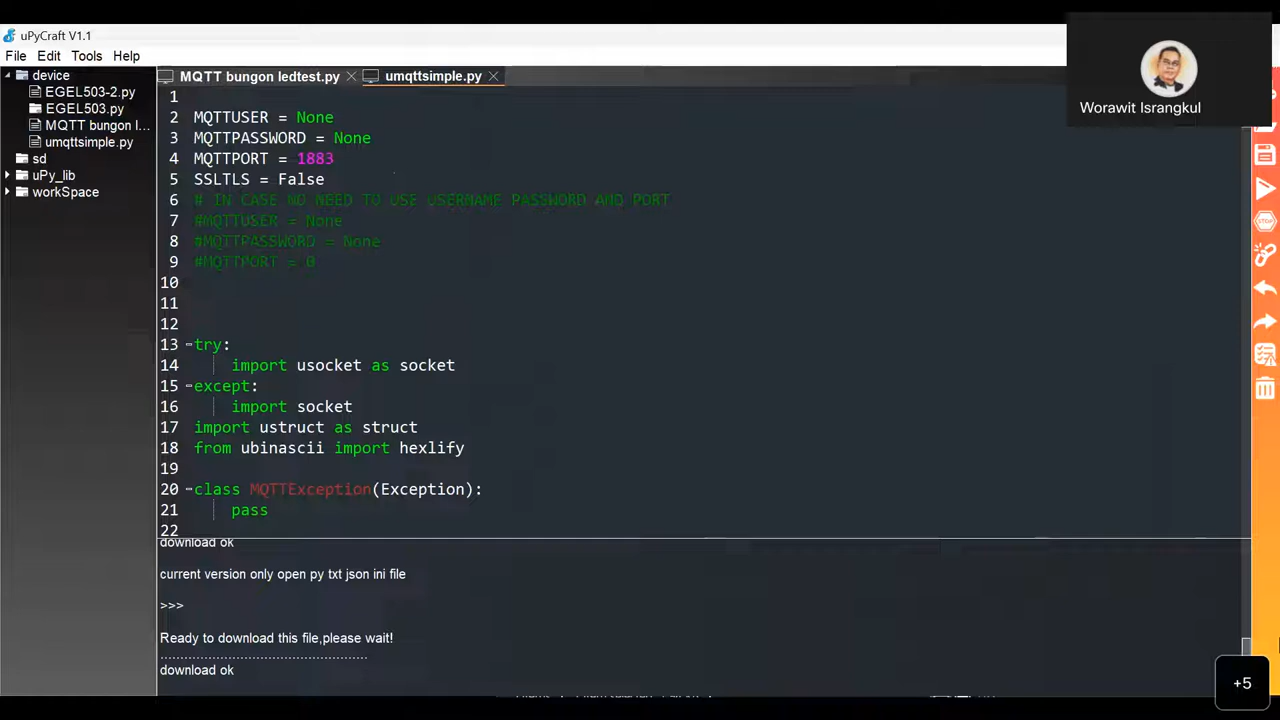 uPyCraft V1.1
File Edit Tools Help
Worawit Israngkul
device
EGEL503-2.py
EGEL503.py
MQTT bungon l...
umqttsimple.py
sd
uPy_lib
workSpace
MQTT bungon ledtest.py
umqttsimple.py
1
2 MQTTUSER = None
3 MQTTPASSWORD = None
4 MQTTPORT = 1883
5 SSLTLS = False
6 # IN CASE NO NEED TO USE USERNAME PASSWORD AND PORT
7 #MQTTUSER = None
8 #MQTTPASSWORD = None
9 #MQTTPORT = 0
10
11
12
13 try:
14 import usocket as socket
15 except:
16 import socket
17 import ustruct as struct
18 from ubinascii import hexlify
19
20 class MQTTException(Exception):
21 pass
22
download ok
current version only open py txt json ini file
>>>
Ready to download this file,please wait!
..................................................
download ok
STOP
+5